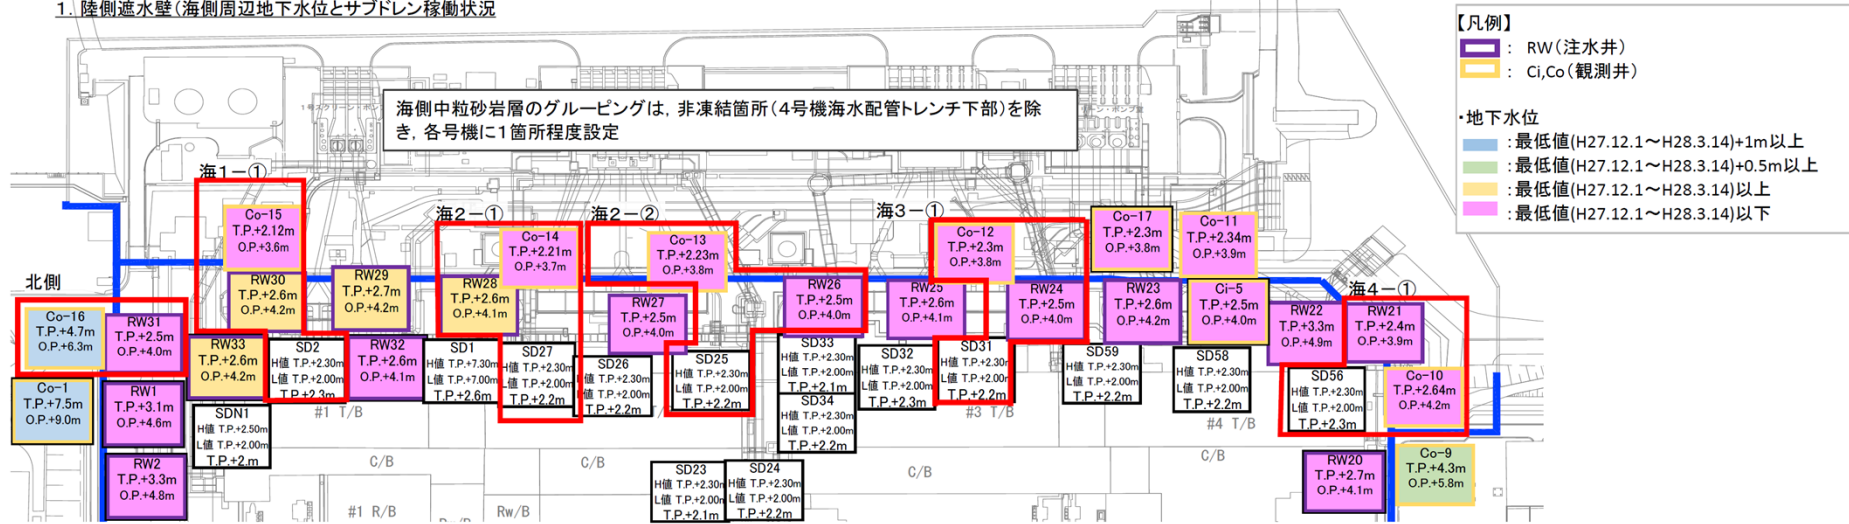 1. 陸側遮水壁(海側周辺地下水位とサブドレン稼働状況
【凡例】
： RW(注水井)
： Ci,Co(観測井)
・地下水位
：最低値(H27.12.1～H28.3.14)+1m以上
：最低値(H27.12.1～H28.3.14)+0.5m以上
：最低値(H27.12.1～H28.3.14)以上
：最低値(H27.12.1～H28.3.14)以下
海側中粒砂岩層のグルーピングは，非凍結箇所(4号機海水配管トレンチ下部)を除
き，各号機に1箇所程度設定
海1-①
海2-①
海2-②
海3-①
海4-①
北側
Co-15
T.P.+2.12m
O.P.+3.6m
Co-14
T.P.+2.21m
O.P.+3.7m
Co-13
T.P.+2.23m
O.P.+3.8m
Co-12
T.P.+2.3m
O.P.+3.8m
Co-17
T.P.+2.3m
O.P.+3.8m
Co-11
T.P.+2.34m
O.P.+3.9m
RW30
T.P.+2.6m
O.P.+4.2m
RW29
T.P.+2.7m
O.P.+4.2m
RW28
T.P.+2.6m
O.P.+4.1m
RW27
T.P.+2.5m
O.P.+4.0m
RW26
T.P.+2.5m
O.P.+4.0m
RW25
T.P.+2.6m
O.P.+4.1m
RW24
T.P.+2.5m
O.P.+4.0m
RW23
T.P.+2.6m
O.P.+4.2m
Ci-5
T.P.+2.5m
O.P.+4.0m
RW22
T.P.+3.3m
O.P.+4.9m
RW21
T.P.+2.4m
O.P.+3.9m
Co-16
T.P.+4.7m
O.P.+6.3m
RW31
T.P.+2.5m
O.P.+4.0m
RW33
T.P.+2.6m
O.P.+4.2m
SD2
H値 T.P.+2.30m
L値 T.P.+2.00m
T.P.+2.3m
RW32
T.P.+2.6m
O.P.+4.1m
SD1
H値 T.P.+7.30m
L値 T.P.+7.00m
T.P.+2.6m
SD27
H値 T.P.+2.30m
L値 T.P.+2.00m
T.P.+2.2m
SD26
H値 T.P.+2.30m
L値 T.P.+2.00m
T.P.+2.2m
SD25
H値 T.P.+2.30m
L値 T.P.+2.00m
T.P.+2.2m
SD33
H値 T.P.+2.30m
L値 T.P.+2.00m
T.P.+2.1m
SD32
H値 T.P.+2.30m
L値 T.P.+2.00m
T.P.+2.3m
SD31
H値 T.P.+2.30m
L値 T.P.+2.00m
T.P.+2.2m
SD59
H値 T.P.+2.30m
L値 T.P.+2.00m
T.P.+2.2m
SD58
H値 T.P.+2.30m
L値 T.P.+2.00m
T.P.+2.2m
SD56
H値 T.P.+2.30m
L値 T.P.+2.00m
T.P.+2.3m
Co-10
T.P.+2.64m
O.P.+4.2m
Co-1
T.P.+7.5m
O.P.+9.0m
RW1
T.P.+3.1m
O.P.+4.6m
SDN1
H値 T.P.+2.50m
L値 T.P.+2.00m
T.P.+2.m
SD34
H値 T.P.+2.30m
L値 T.P.+2.00m
T.P.+2.2m
#1 T/B
#3 T/B
#4 T/B
RW2
T.P.+3.3m
O.P.+4.8m
C/B
C/B
C/B
C/B
SD23
H値 T.P.+2.30m
L値 T.P.+2.00m
T.P.+2.1m
SD24
H値 T.P.+2.30m
L値 T.P.+2.00m
T.P.+2.2m
RW20
T.P.+2.7m
O.P.+4.1m
Co-9
T.P.+4.3m
O.P.+5.8m
#1 R/B
Rw/B